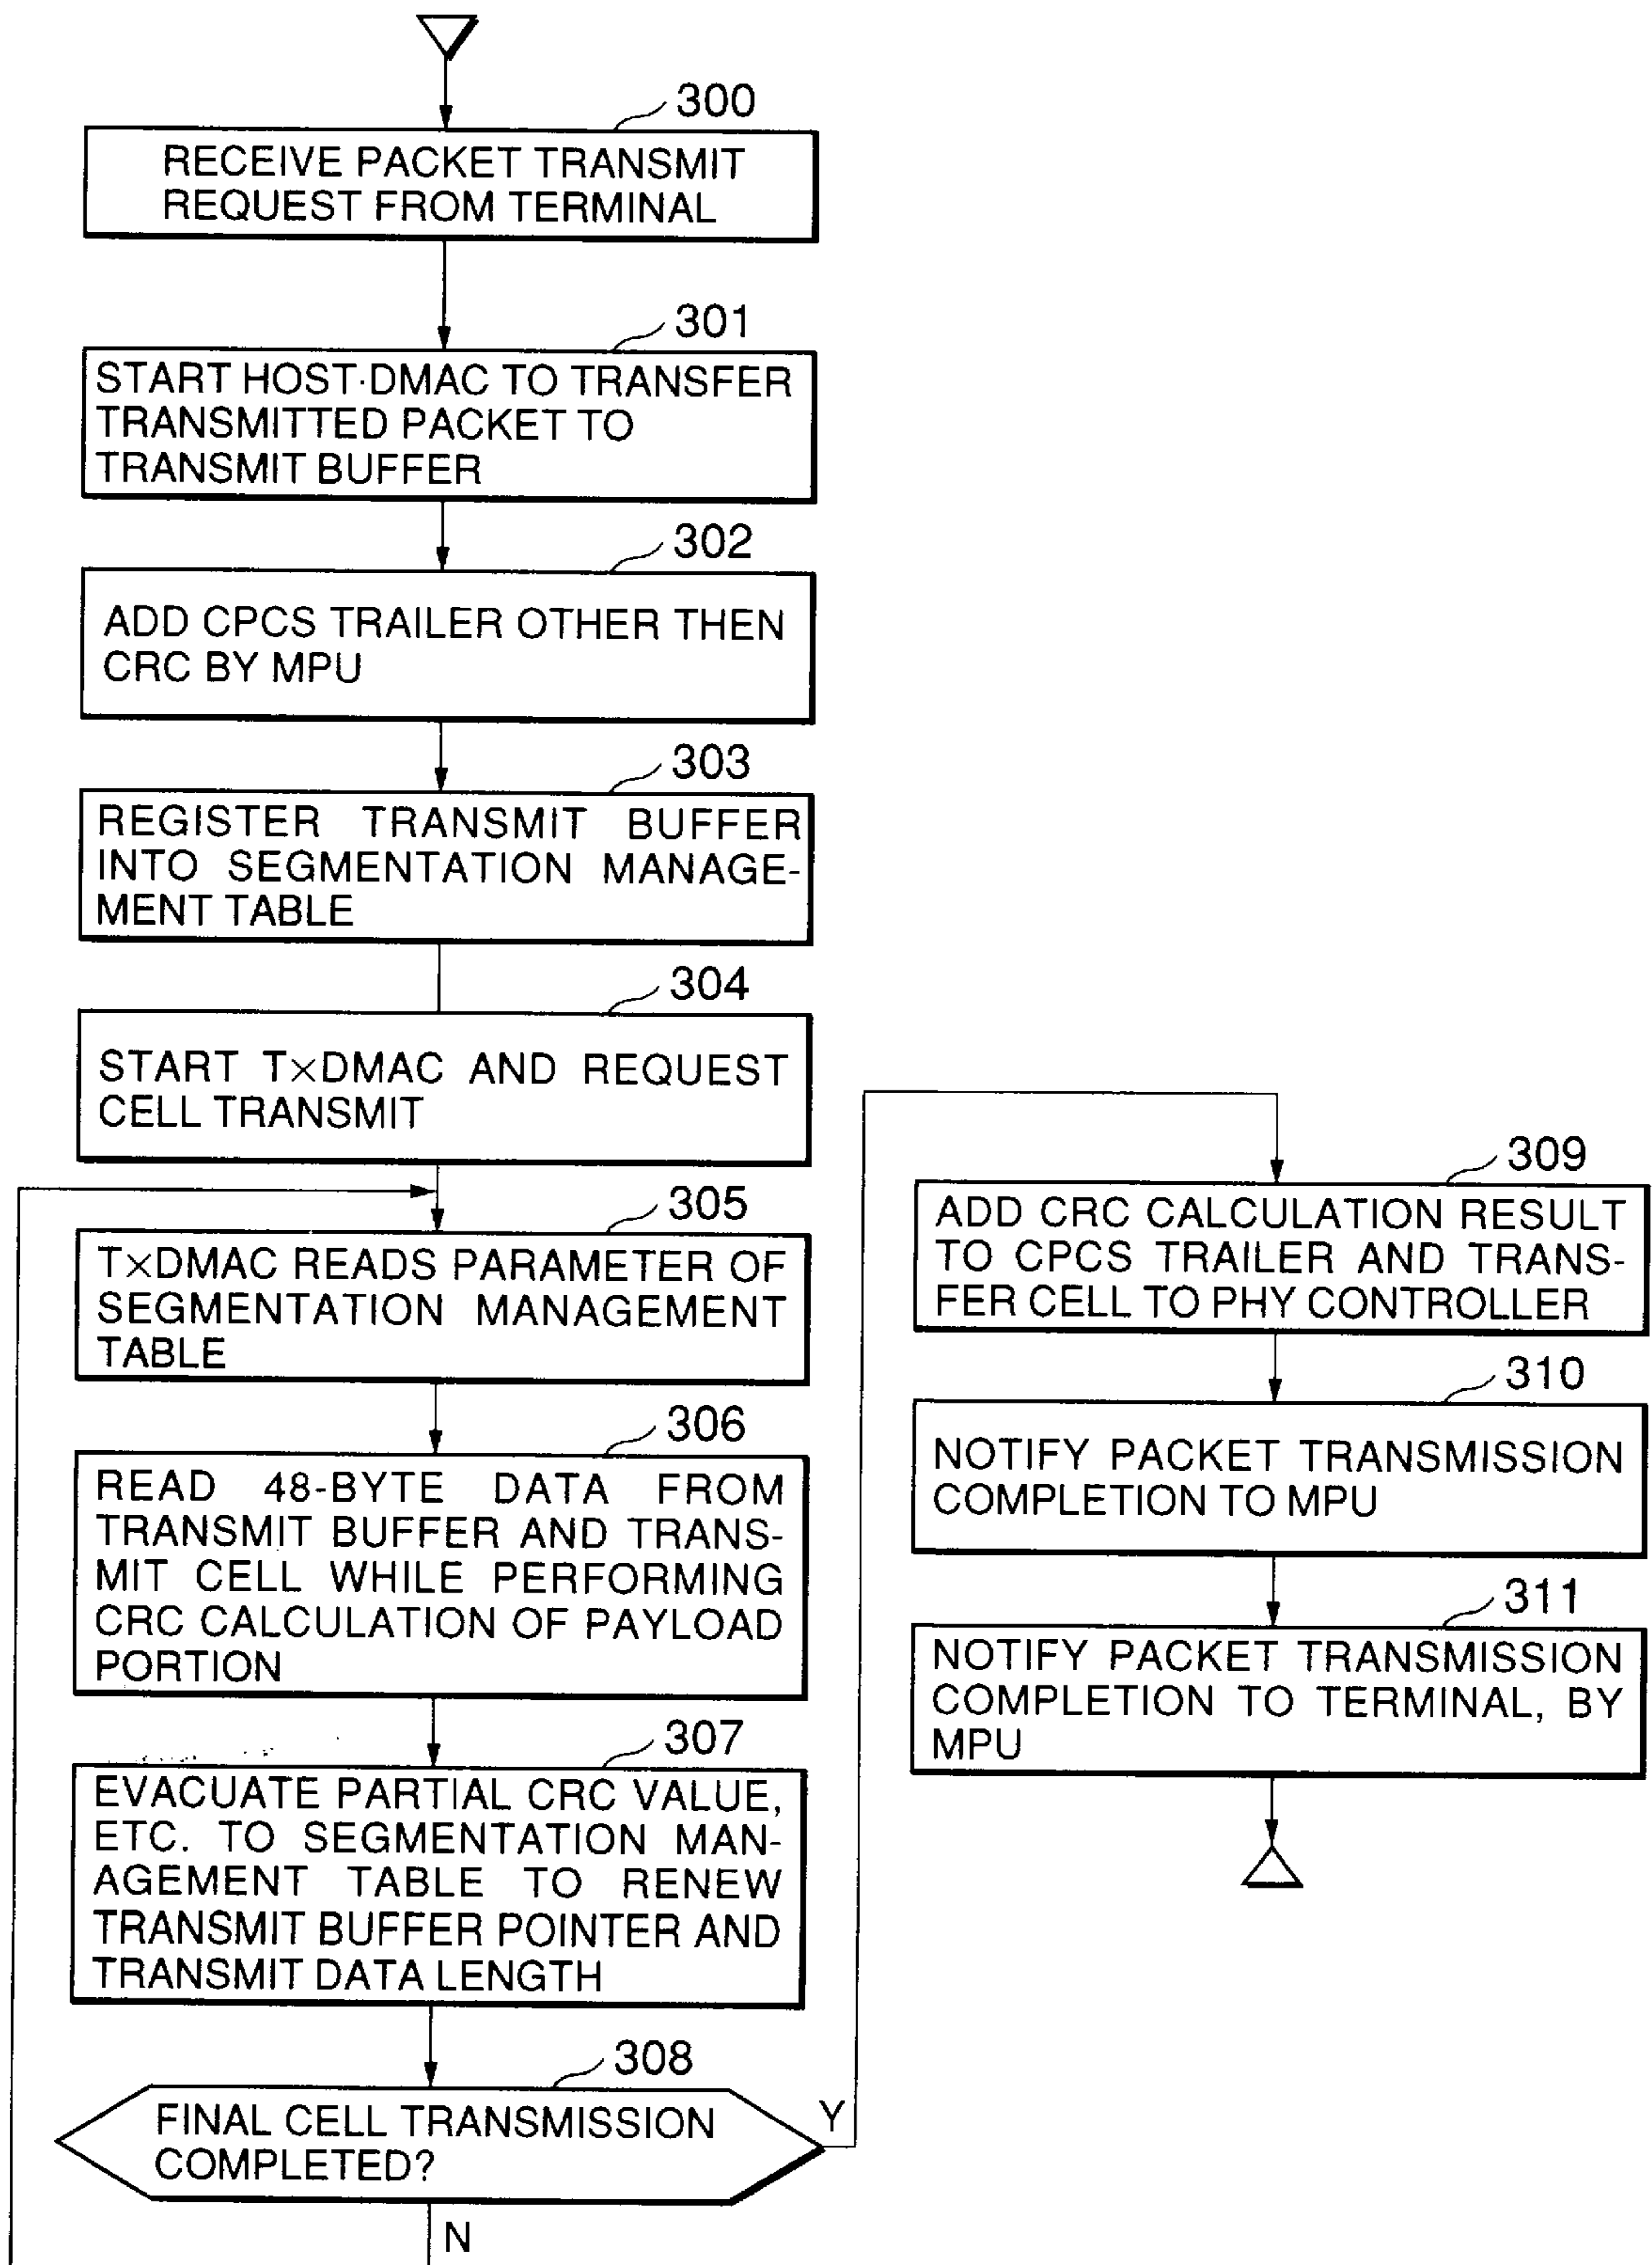 300
RECEIVE PACKET TRANSMIT
REQUEST FROM TERMINAL
301
START HOST·DMAC TO TRANSFER
TRANSMITTED PACKET TO
TRANSMIT BUFFER
302
ADD CPCS TRAILER OTHER THEN
CRC BY MPU
303
REGISTER TRANSMIT BUFFER
INTO SEGMENTATION MANAGE-
MENT TABLE
304
START T×DMAC AND REQUEST
CELL TRANSMIT
305
T×DMAC READS PARAMETER OF
SEGMENTATION MANAGEMENT
TABLE
306
READ 48-BYTE DATA FROM
TRANSMIT BUFFER AND TRANS-
MIT CELL WHILE PERFORMING
CRC CALCULATION OF PAYLOAD
PORTION
307
EVACUATE PARTIAL CRC VALUE,
ETC. TO SEGMENTATION MAN-
AGEMENT TABLE TO RENEW
TRANSMIT BUFFER POINTER AND
TRANSMIT DATA LENGTH
308
FINAL CELL TRANSMISSION
COMPLETED?
Y
N
309
ADD CRC CALCULATION RESULT
TO CPCS TRAILER AND TRANS-
FER CELL TO PHY CONTROLLER
310
NOTIFY PACKET TRANSMISSION
COMPLETION TO MPU
311
NOTIFY PACKET TRANSMISSION
COMPLETION TO TERMINAL, BY
MPU